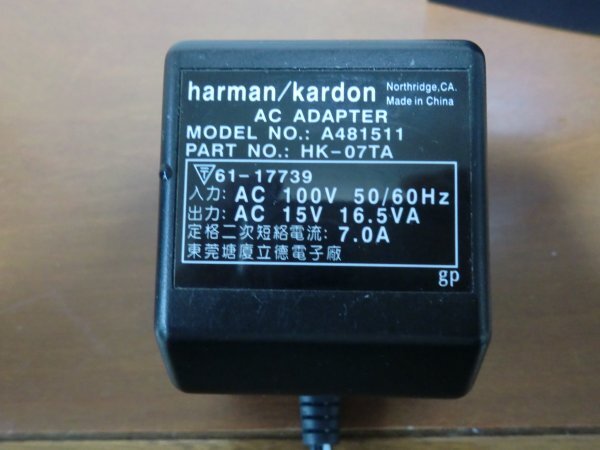 harman/kardon
Northridge,CA.
Made in China
AC ADAPTER
MODEL NO.: A481511
PART NO.: HK-07TA
61-17739
入力: AC 100V 50/60Hz
出力: AC 15V 16.5VA
定格二次短絡電流: 7.0A
東莞塘廈立德電子廠
gp